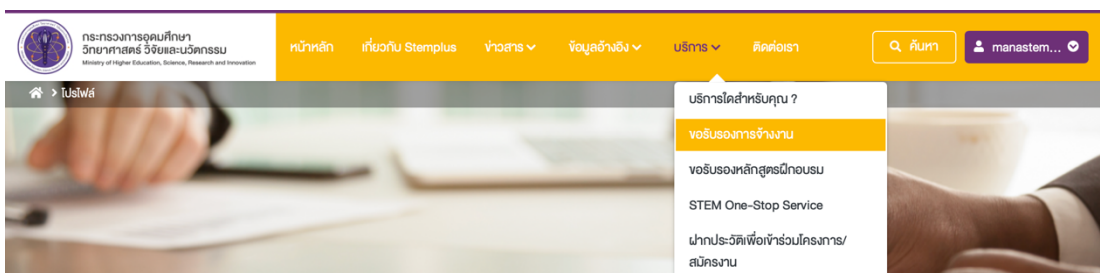 กระทรวงการอุดมศึกษา
วิทยาศาสตร์ วิจัยและนวัตกรรม
Ministry of Higher Education, Science, Research and Innovation
หน้าหลัก เกี่ยวกับ Stemplus ข่าวสาร ข้อมูลอ้างอิง บริการ ติดต่อเรา ค้นหา manastem...
> โปรไฟล์
บริการใดสำหรับคุณ ?
ขอรับรองการจ้างงาน
ขอรับรองหลักสูตรฝึกอบรม
STEM One-Stop Service
ฝากประวัติเพื่อเข้าร่วมโครงการ/
สมัครงาน